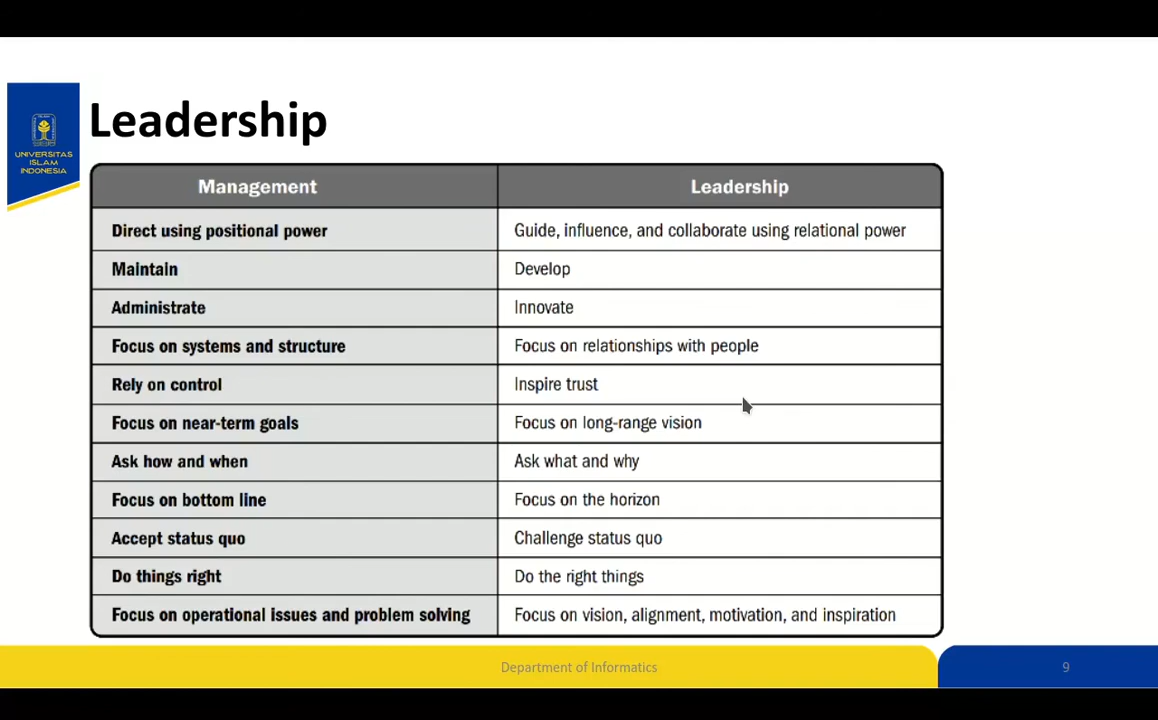 UNIVERSITAS
ISLAM
INDONESIA
Leadership
Management Leadership
Direct using positional power Guide, influence, and collaborate using relational power
Maintain Develop
Administrate Innovate
Focus on systems and structure Focus on relationships with people
Rely on control Inspire trust
Focus on near-term goals Focus on long-range vision
Ask how and when Ask what and why
Focus on bottom line Focus on the horizon
Accept status quo Challenge status quo
Do things right Do the right things
Focus on operational issues and problem solving Focus on vision, alignment, motivation, and inspiration
Department of Informatics 9